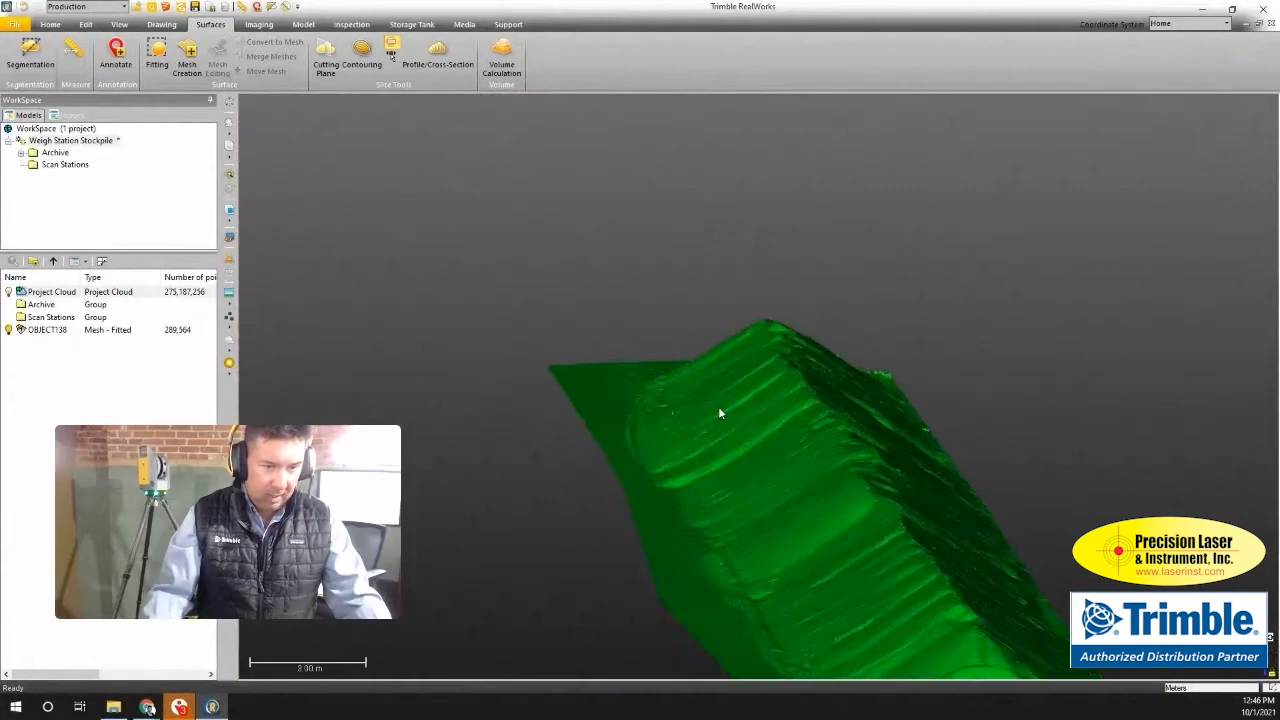 Production
Trimble RealWorks
File Home Edit View Drawing Surfaces Imaging Model Inspection Storage Tank Media Support
Coordinate System Home
Segmentation
Annotate
Fitting
Mesh
Creation
Mesh
Editing
Convert to Mesh
Merge Meshes
Move Mesh
Cutting
Plane
Contouring
Profile/Cross-Section
Volume
Calculation
Segmentation Measure Annotation Surface Slice Tools Volume
WorkSpace
Models
WorkSpace (1 project)
Weigh Station Stockpile *
Archive
Scan Stations
Name Type Number of poi
Project Cloud Project Cloud 275,187,256
Archive Group
Scan Stations Group
OBJECT138 Mesh - Fitted 289,564
Trimble
Precision Laser
& Instrument, Inc.
www.laserinst.com
Trimble.
Authorized Distribution Partner
Ready
Meters
12:46 PM
10/1/2021